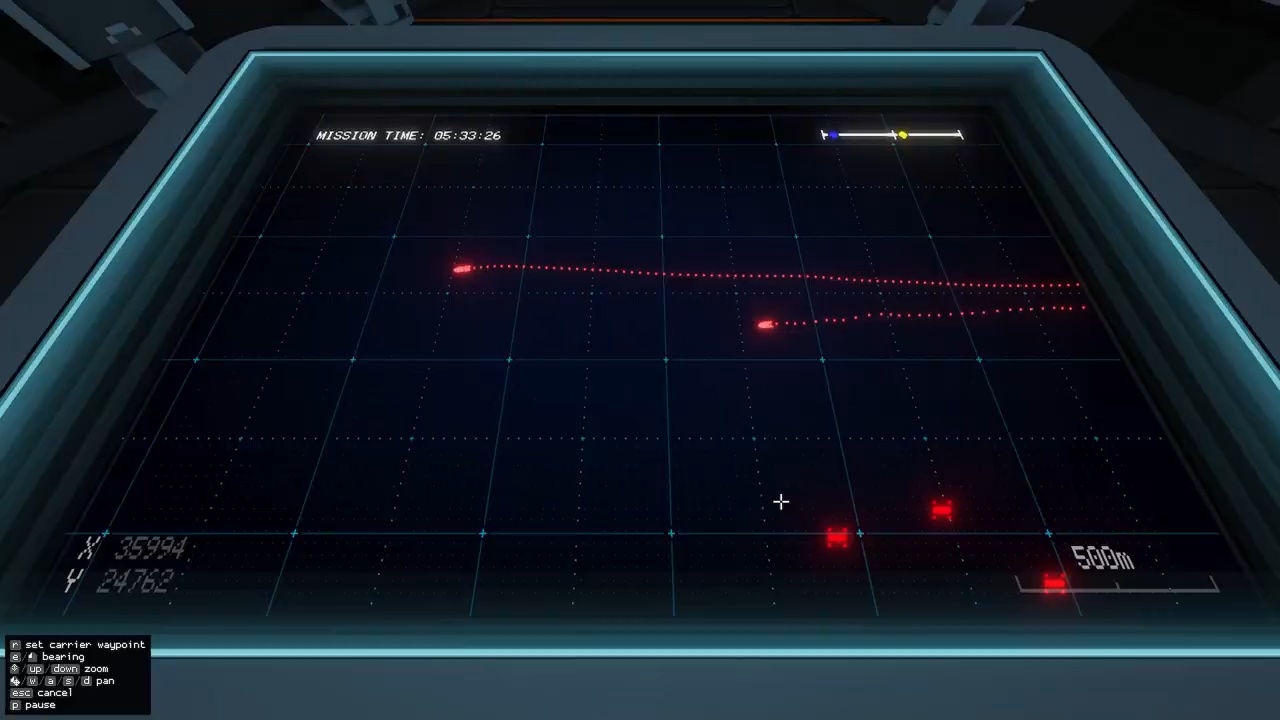 MISSION TIME: 05:33:26
X 35994
Y 24762
500m
r set carrier waypoint
e / bearing
/ up / down zoom
/ w / a / s / d pan
esc cancel
p pause